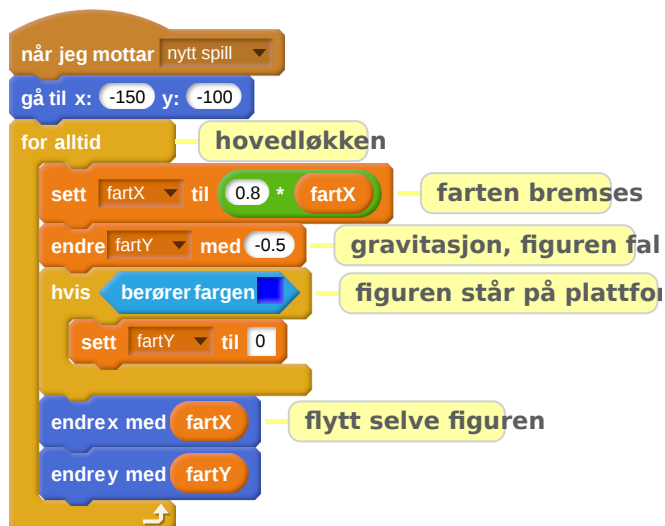 når jeg mottar nytt spill
gå til x: -150 y: -100
for alltid hovedløkken
sett fartX til 0.8 * fartX farten bremses
endre fartY med -0.5 gravitasjon, figuren fal
hvis berører fargen figuren står på plattfor
sett fartY til 0
endre x med fartX flytt selve figuren
endre y med fartY